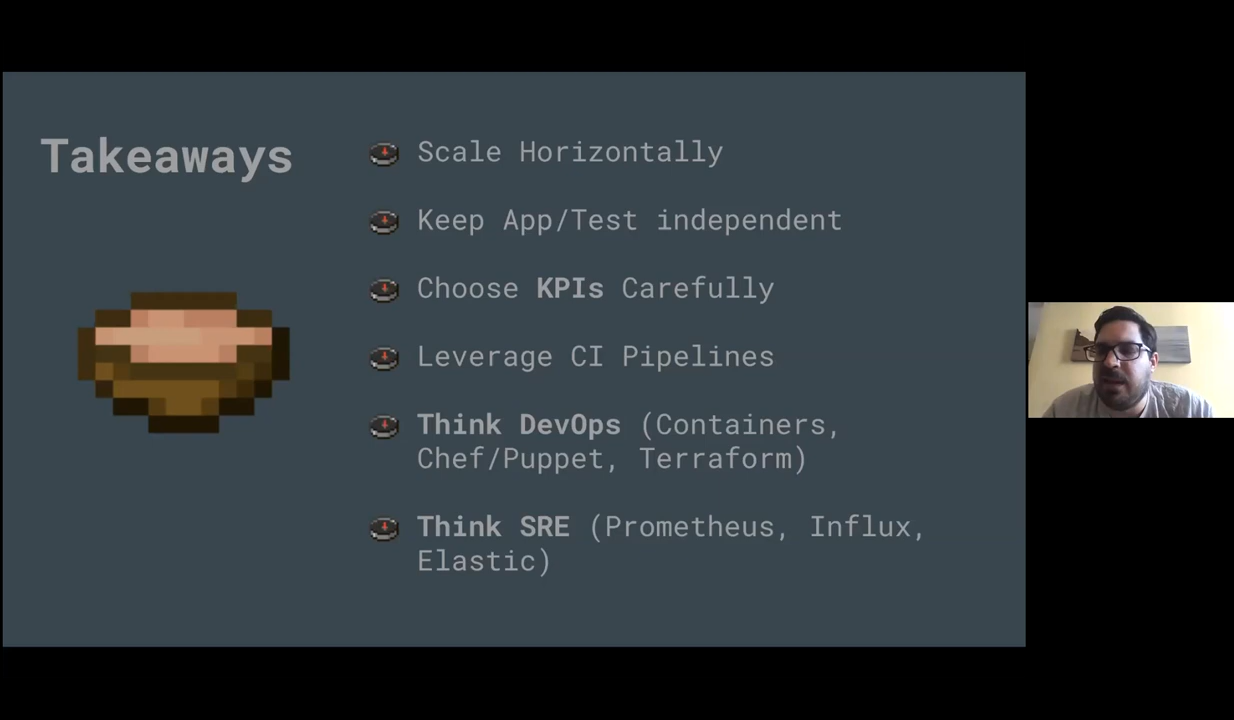 Takeaways
Scale Horizontally
Keep App/Test independent
Choose KPIs Carefully
Leverage CI Pipelines
Think DevOps (Containers,
Chef/Puppet, Terraform)
Think SRE (Prometheus, Influx,
Elastic)